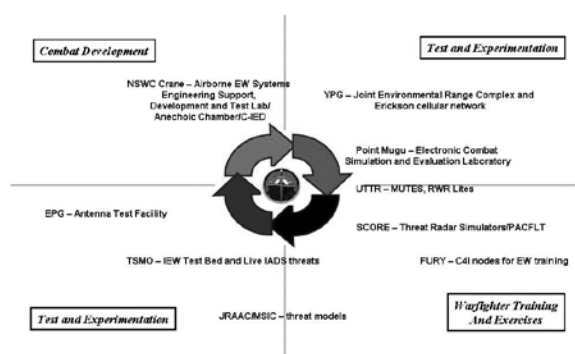 Combat Development
Test and Experimentation
NSWC Crane – Airborne EW Systems
Engineering Support,
Development and Test Lab/
Anechoic Chamber/C-IED
YPG – Joint Environmental Range Complex and
Erickson cellular network
Point Mugu – Electronic Combat
Simulation and Evaluation Laboratory
UTTR – MUTES, RWR Lites
EPG – Antenna Test Facility
SCORE – Threat Radar Simulators/PACFLT
TSMO – IEW Test Bed and Live IADS threats
FURY – C4I nodes for EW training
JRAAC/MSIC – threat models
Test and Experimentation
Warfighter Training
And Exercises